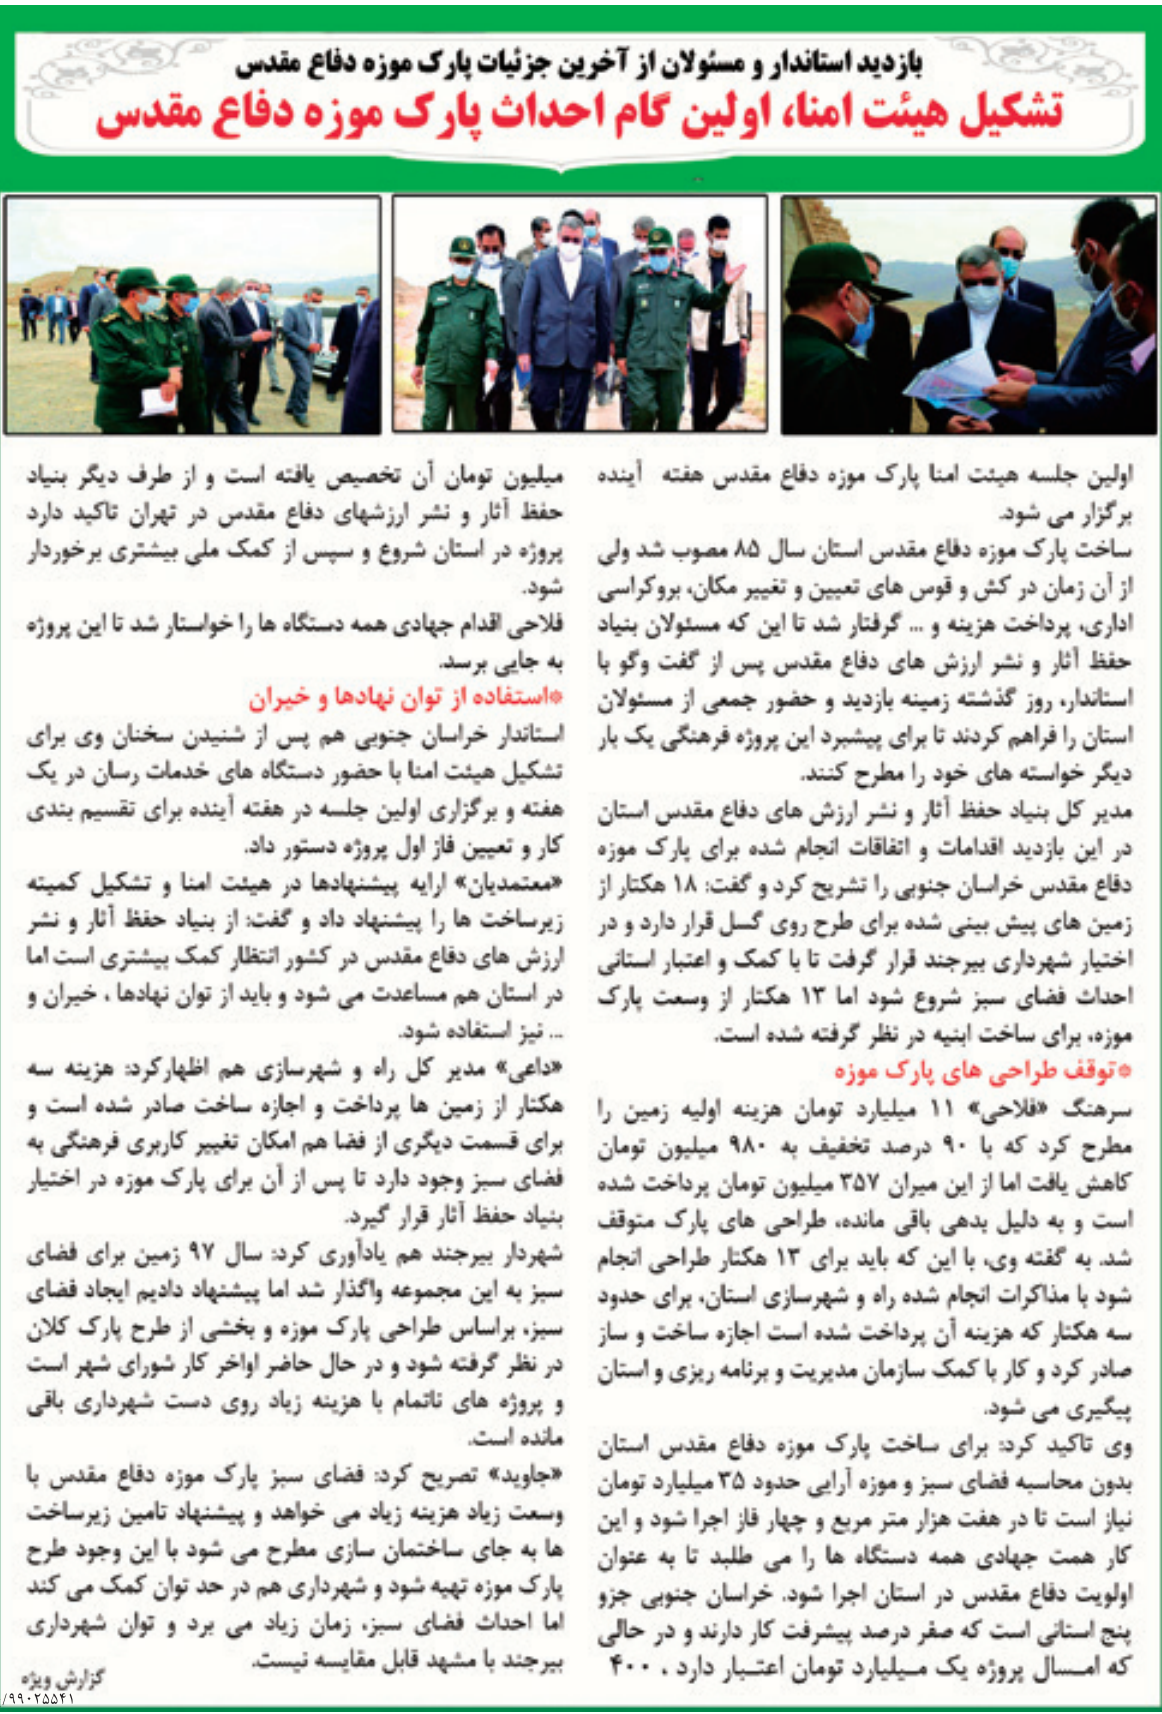 بازدید استاندار و مسئولان از آخرین جزئیات پارک موزه دفاع مقدس
تشکیل هیئت امنا، اولین گام احداث پارک موزه دفاع مقدس
اولین جلسه هیئت امنا پارک موزه دفاع مقدس هفته آینده
برگزار می شود.
ساخت پارک موزه دفاع مقدس استان سال ۸۵ مصوب شد ولی
از آن زمان در کش و قوس های تعیین و تغییر مکان، بروکراسی
اداری، پرداخت هزینه و ... گرفتار شد تا این که مسئولان بنیاد
حفظ آثار و نشر ارزش های دفاع مقدس پس از گفت وگو با
استاندار، روز گذشته زمینه بازدید و حضور جمعی از مسئولان
استان را فراهم کردند تا برای پیشبرد این پروژه فرهنگی یک بار
دیگر خواسته های خود را مطرح کنند.
مدیر کل بنیاد حفظ آثار و نشر ارزش های دفاع مقدس استان
در این بازدید اقدامات و اتفاقات انجام شده برای پارک موزه
دفاع مقدس خراسان جنوبی را تشریح کرد و گفت: ۱۸ هکتار از
زمین های پیش بینی شده برای طرح روی گسل قرار دارد و در
اختیار شهرداری بیرجند قرار گرفت تا با کمک و اعتبار استانی
احداث فضای سبز شروع شود اما ۱۳ هکتار از وسعت پارک
موزه، برای ساخت ابنیه در نظر گرفته شده است.
*توقف طراحی های پارک موزه
سرهنگ «فلاحی» ۱۱ میلیارد تومان هزینه اولیه زمین را
مطرح کرد که با ۹۰ درصد تخفیف به ۹۸۰ میلیون تومان
کاهش یافت اما از این میران ۳۵۷ میلیون تومان پرداخت شده
است و به دلیل بدهی باقی مانده، طراحی های پارک متوقف
شد. به گفته وی، با این که باید برای ۱۳ هکتار طراحی انجام
شود با مذاکرات انجام شده راه و شهرسازی استان، برای حدود
سه هکتار که هزینه آن پرداخت شده است اجازه ساخت و ساز
صادر کرد و کار با کمک سازمان مدیریت و برنامه ریزی و استان
پیگیری می شود.
وی تاکید کرد: برای ساخت پارک موزه دفاع مقدس استان
بدون محاسبه فضای سبز و موزه آرایی حدود ۳۵ میلیارد تومان
نیاز است تا در هفت هزار متر مربع و چهار فاز اجرا شود و این
کار همت جهادی همه دستگاه ها را می طلبد تا به عنوان
اولویت دفاع مقدس در استان اجرا شود. خراسان جنوبی جزو
پنج استانی است که صفر درصد پیشرفت کار دارند و در حالی
که امسال پروژه یک میلیارد تومان اعتبار دارد ، ۴۰۰
میلیون تومان آن تخصیص یافته است و از طرف دیگر بنیاد
حفظ آثار و نشر ارزشهای دفاع مقدس در تهران تاکید دارد
پروژه در استان شروع و سپس از کمک ملی بیشتری برخوردار
شود.
فلاحی اقدام جهادی همه دستگاه ها را خواستار شد تا این پروژه
به جایی برسد.
*استفاده از توان نهادها و خیران
استاندار خراسان جنوبی هم پس از شنیدن سخنان وی برای
تشکیل هیئت امنا با حضور دستگاه های خدمات رسان در یک
هفته و برگزاری اولین جلسه در هفته آینده برای تقسیم بندی
کار و تعیین فاز اول پروژه دستور داد.
«معتمدیان» ارایه پیشنهادها در هیئت امنا و تشکیل کمیته
زیرساخت ها را پیشنهاد داد و گفت: از بنیاد حفظ آثار و نشر
ارزش های دفاع مقدس در کشور انتظار کمک بیشتری است اما
در استان هم مساعدت می شود و باید از توان نهادها ، خیران و
... نیز استفاده شود.
«داعی» مدیر کل راه و شهرسازی هم اظهارکرد: هزینه سه
هکتار از زمین ها پرداخت و اجازه ساخت صادر شده است و
برای قسمت دیگری از فضا هم امکان تغییر کاربری فرهنگی به
فضای سبز وجود دارد تا پس از آن برای پارک موزه در اختیار
بنیاد حفظ آثار قرار گیرد.
شهردار بیرجند هم یادآوری کرد: سال ۹۷ زمین برای فضای
سبز به این مجموعه واگذار شد اما پیشنهاد دادیم ایجاد فضای
سبز، براساس طراحی پارک موزه و بخشی از طرح پارک کلان
در نظر گرفته شود و در حال حاضر اواخر کار شورای شهر است
و پروژه های ناتمام با هزینه زیاد روی دست شهرداری باقی
مانده است.
«جاوید» تصریح کرد: فضای سبز پارک موزه دفاع مقدس با
وسعت زیاد هزینه زیاد می خواهد و پیشنهاد تامین زیرساخت
ها به جای ساختمان سازی مطرح می شود با این وجود طرح
پارک موزه تهیه شود و شهرداری هم در حد توان کمک می کند
اما احداث فضای سبز، زمان زیاد می برد و توان شهرداری
بیرجند با مشهد قابل مقایسه نیست.
گزارش ویژه
/۹۹۰۲۵۵۴۱